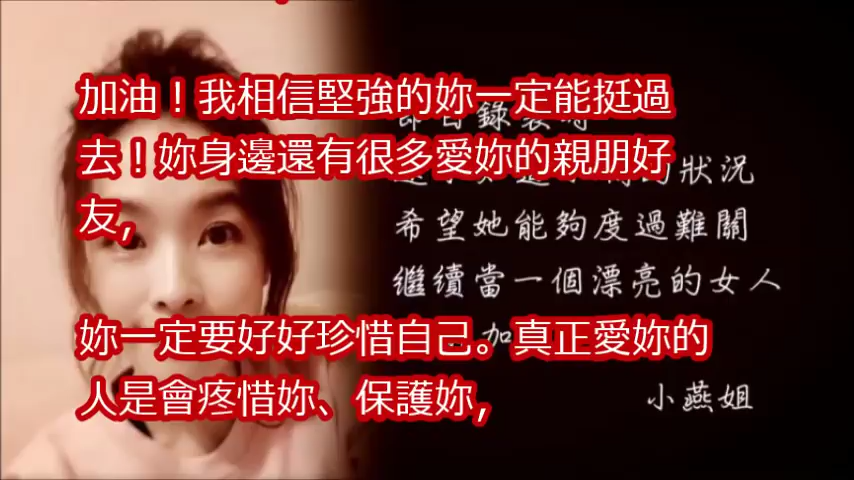 加油！我相信堅強的妳一定能挺過
去！妳身邊還有很多愛妳的親朋好
友，
妳一定要好好珍惜自己。真正愛妳的
人是會疼惜妳、保護妳，
狀況
希望她能夠度過難關
繼續當一個漂亮的女人
加
小燕姐